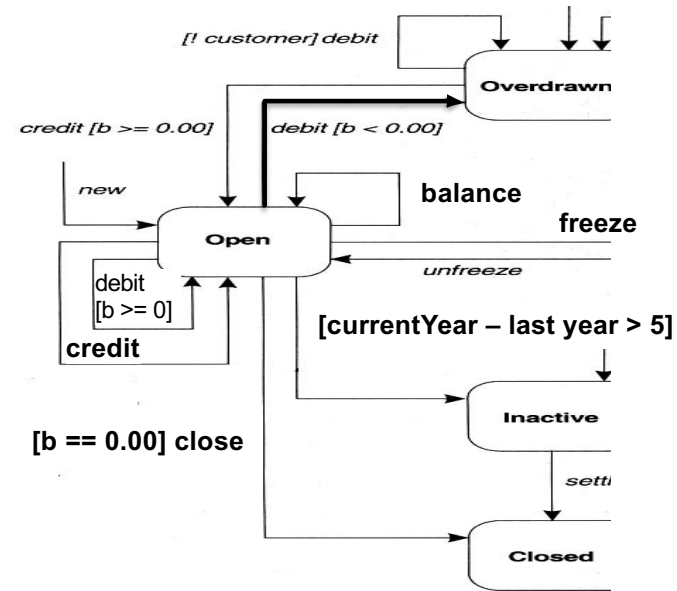 [! customer] debit
Overdrawn
credit [b >= 0.00]
debit [b < 0.00]
new
balance
Open
freeze
unfreeze
debit
[b >= 0]
credit
[currentYear – last year > 5]
Inactive
[b == 0.00] close
Closed